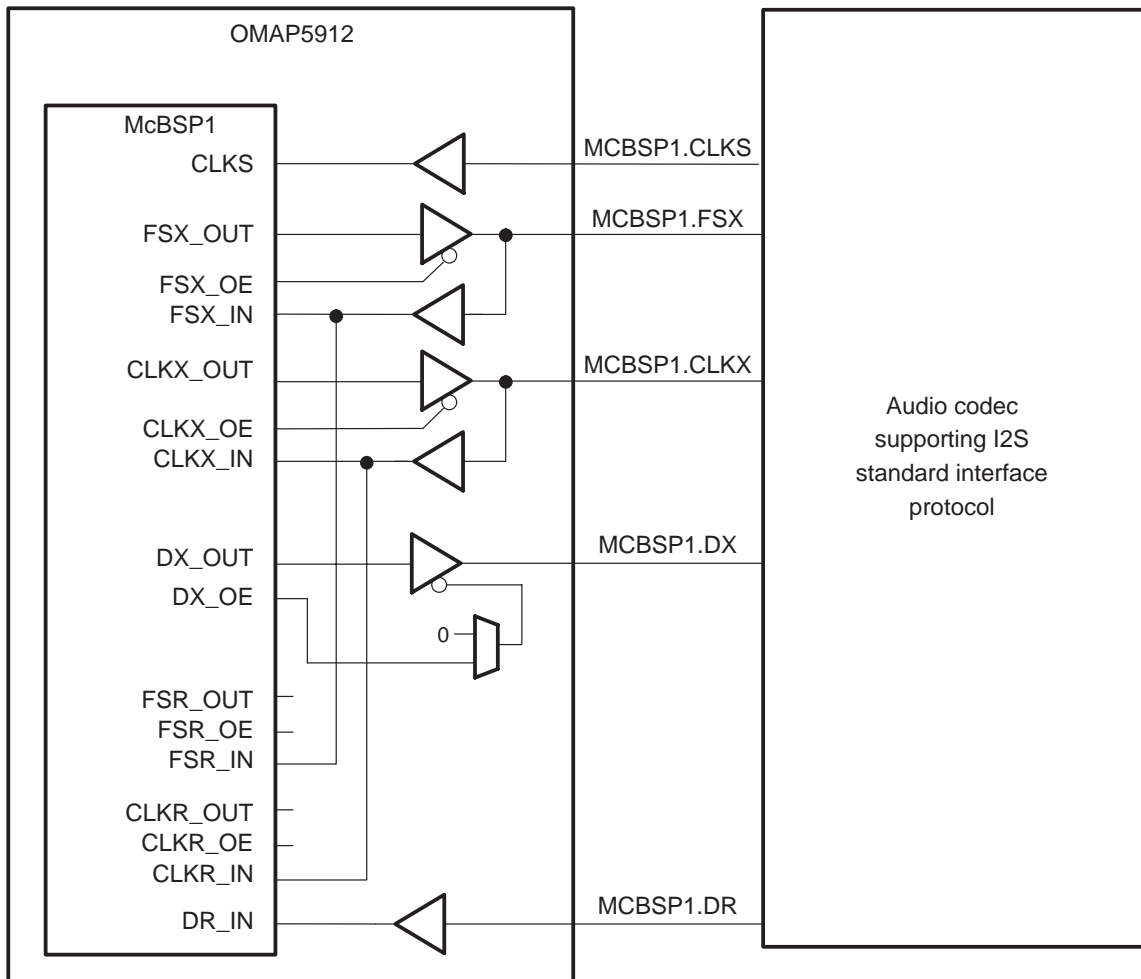 OMAP5912
McBSP1
CLKS
MCBSP1.CLKS
FSX_OUT
MCBSP1.FSX
FSX_OE
FSX_IN
CLKX_OUT
MCBSP1.CLKX
CLKX_OE
CLKX_IN
Audio codec
supporting I2S
standard interface
protocol
DX_OUT
MCBSP1.DX
DX_OE
0
FSR_OUT
FSR_OE
FSR_IN
CLKR_OUT
CLKR_OE
CLKR_IN
DR_IN
MCBSP1.DR